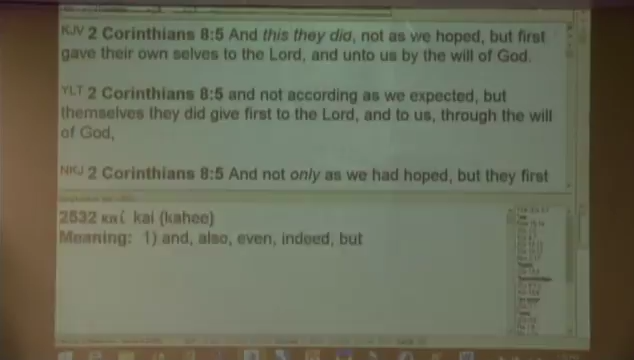 KJV 2 Corinthians 8:5 And this they did, not as we hoped, but first
gave their own selves to the Lord, and unto us by the will of God.
YLT 2 Corinthians 8:5 and not according as we expected, but
themselves they did give first to the Lord, and to us, through the will
of God,
NKJ 2 Corinthians 8:5 And not only as we had hoped, but they first
2532 καί kai (kahee)
Meaning: 1) and, also, even, indeed, but